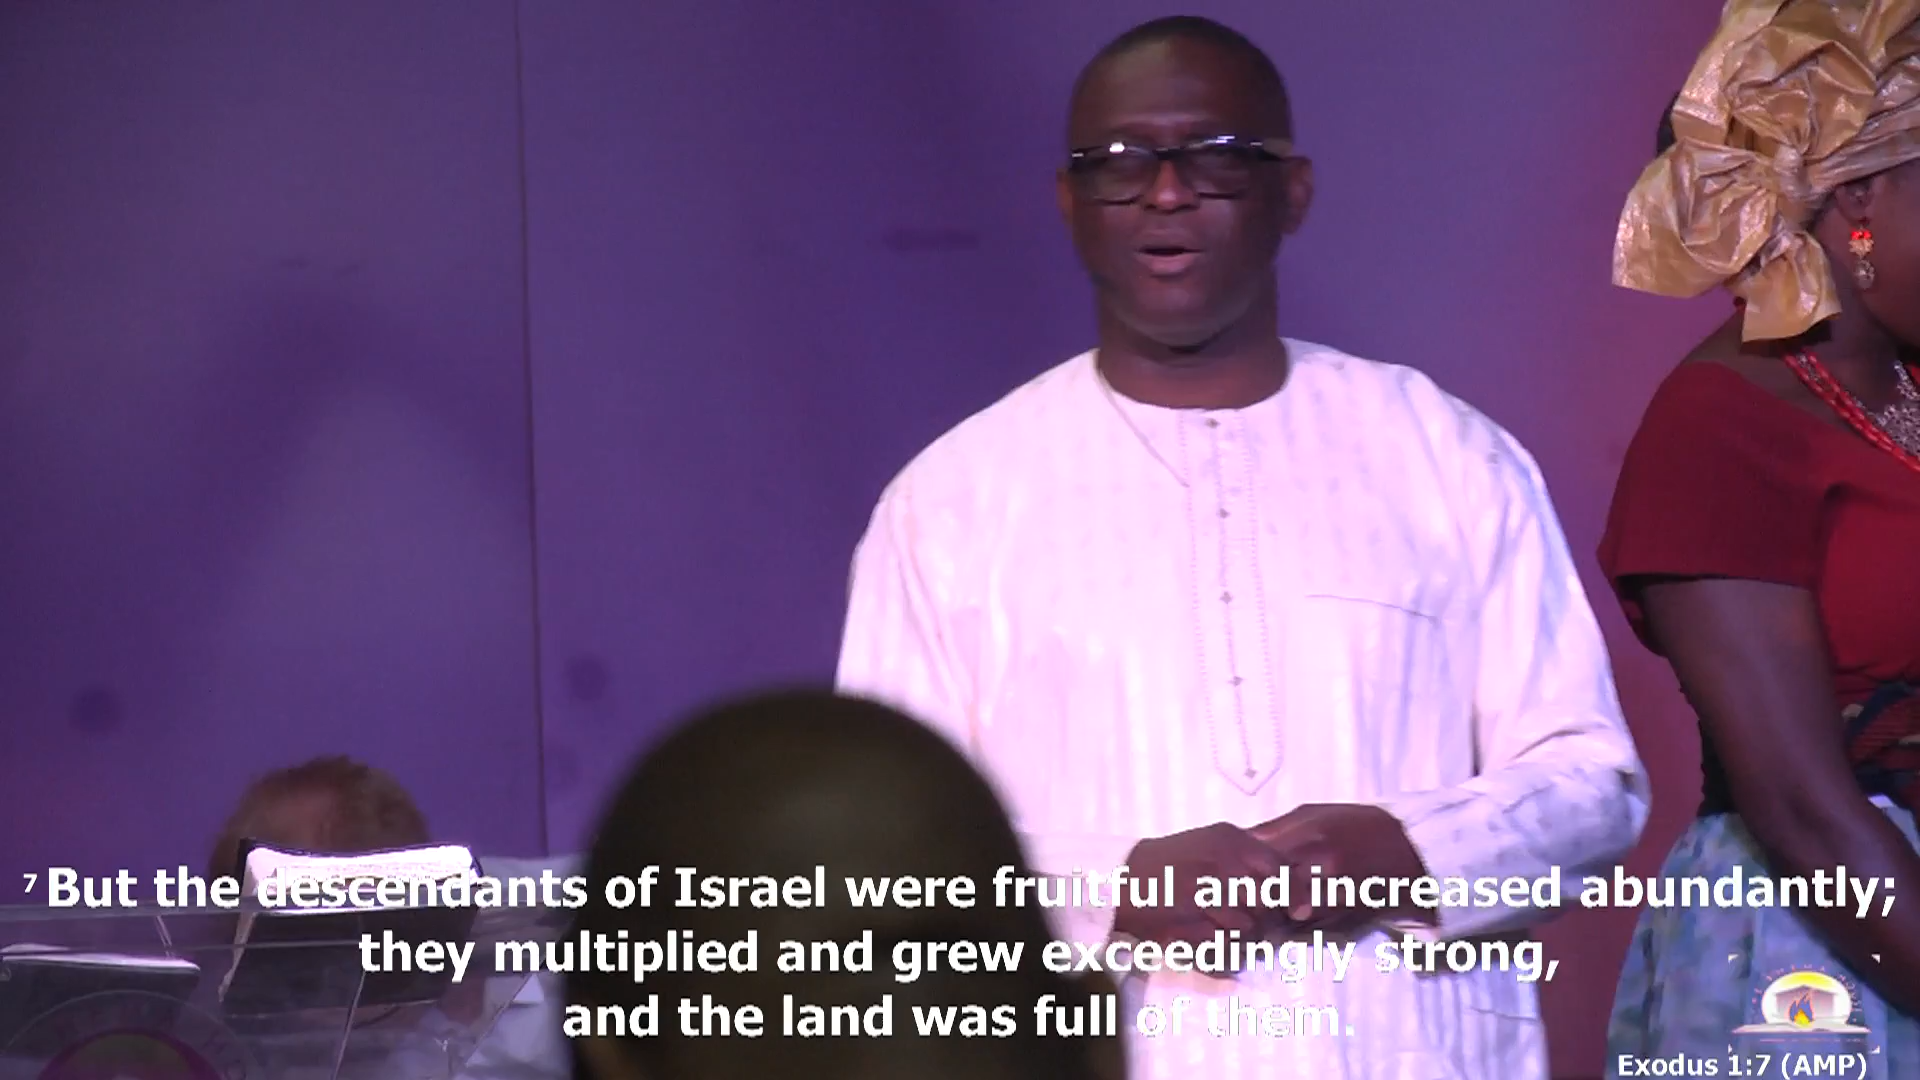 7 But the descendants of Israel were fruitful and increased abundantly;
they multiplied and grew exceedingly strong,
and the land was full of them.
Exodus 1:7 (AMP)